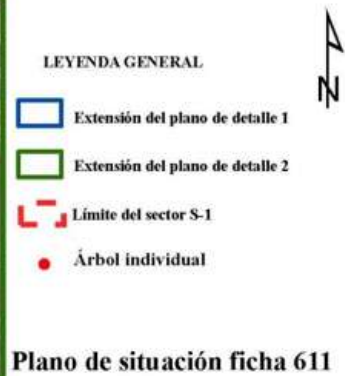 N
LEYENDA GENERAL
Extensión del plano de detalle 1
Extensión del plano de detalle 2
Límite del sector S-1
Árbol individual
Plano de situación ficha 611